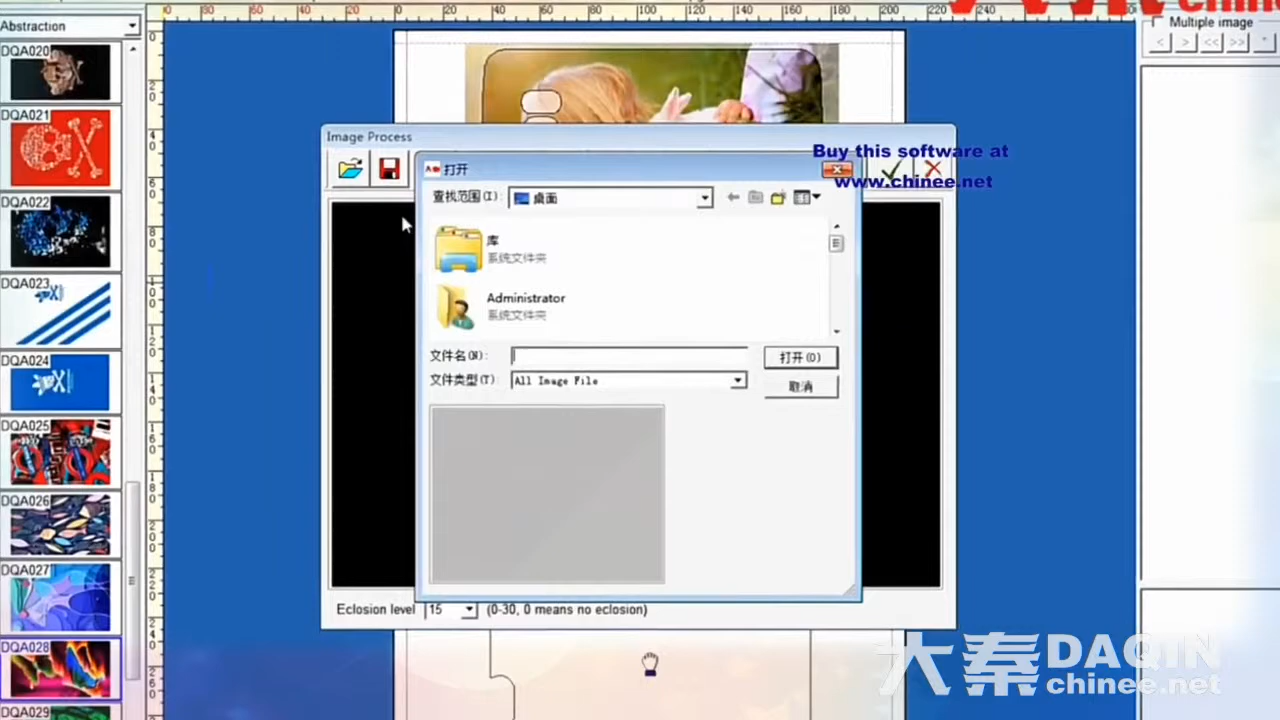 Abstraction
DQA020
DQA021
DQA022
DQA023
DQA024
DQA025
DQA026
DQA027
DQA028
DQA029
Multiple image
< > << >> *
Image Process
Buy this software at
www.chinee.net
打开
查找范围(I):
桌面
库
系统文件夹
Administrator
系统文件夹
文件名(N):
打开(O)
文件类型(T):
All Image File
取消
Eclosion level
15
(0-30, 0 means no eclosion)
大秦 DAQIN
chinee.net